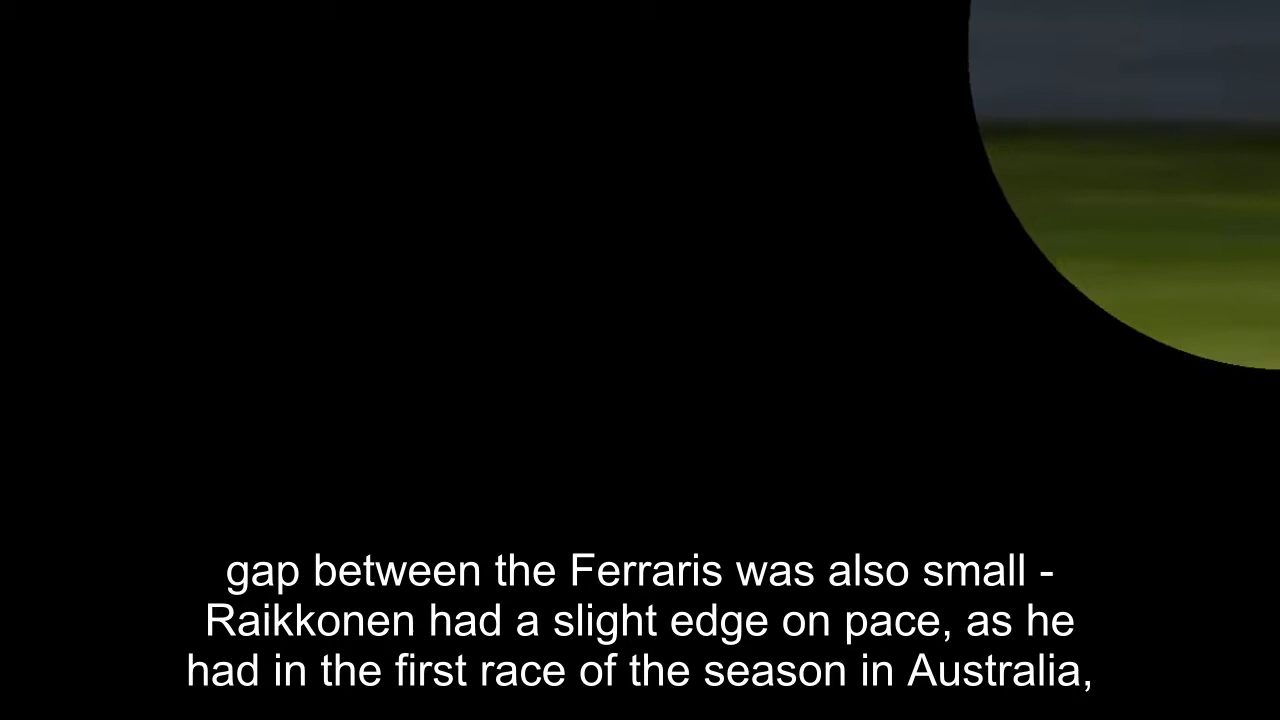 gap between the Ferraris was also small -
Raikkonen had a slight edge on pace, as he
had in the first race of the season in Australia,